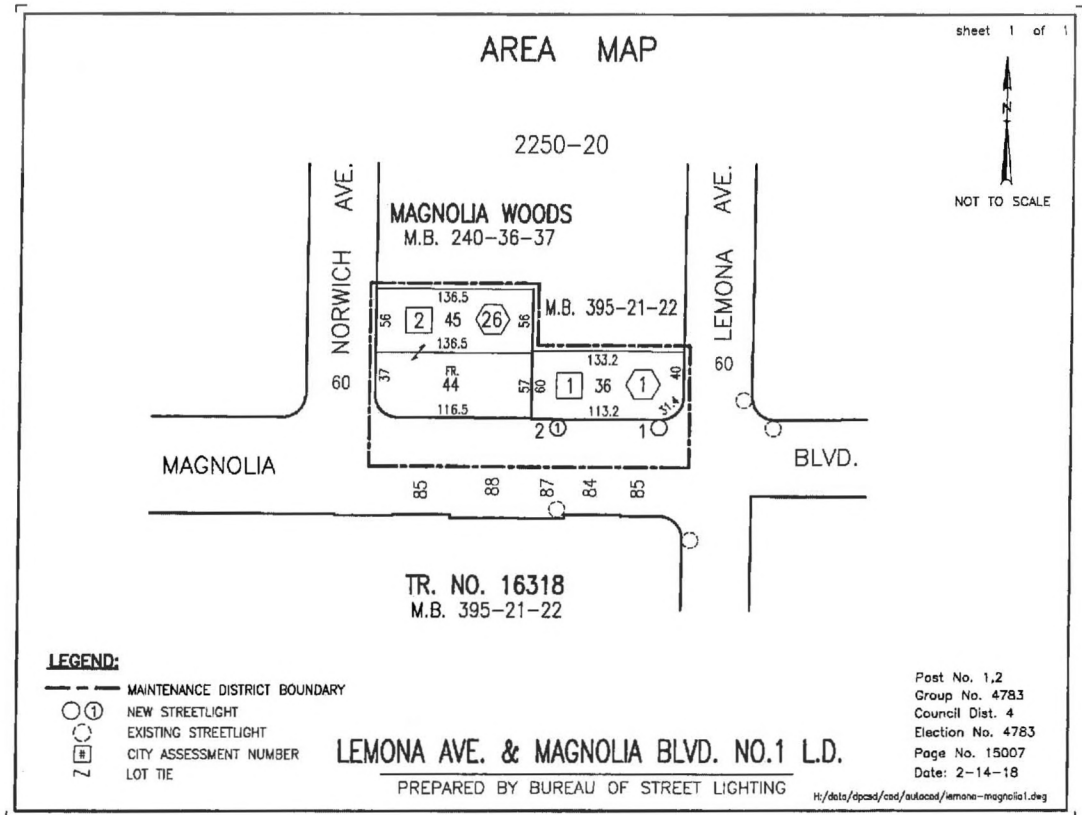 sheet 1 of 1
AREA MAP
N
NOT TO SCALE
2250-20
NORWICH AVE.
60
MAGNOLIA WOODS
M.B. 240-36-37
M.B. 395-21-22
LEMONA AVE.
60
136.5
56
2 45 26
56
136.5
37
FR.
44
57
116.5
133.2
60
1 36 1
40
31.4
113.2
2 1
1
MAGNOLIA BLVD.
85 88 87 84 85
TR. NO. 16318
M.B. 395-21-22
LEGEND:
MAINTENANCE DISTRICT BOUNDARY
1 NEW STREETLIGHT
EXISTING STREETLIGHT
# CITY ASSESSMENT NUMBER
Z LOT TIE
LEMONA AVE. & MAGNOLIA BLVD. NO.1 L.D.
PREPARED BY BUREAU OF STREET LIGHTING
Post No. 1,2
Group No. 4783
Council Dist. 4
Election No. 4783
Page No. 15007
Date: 2-14-18
H:/data/dpcsd/cad/autocad/lemona-magnolia1.dwg